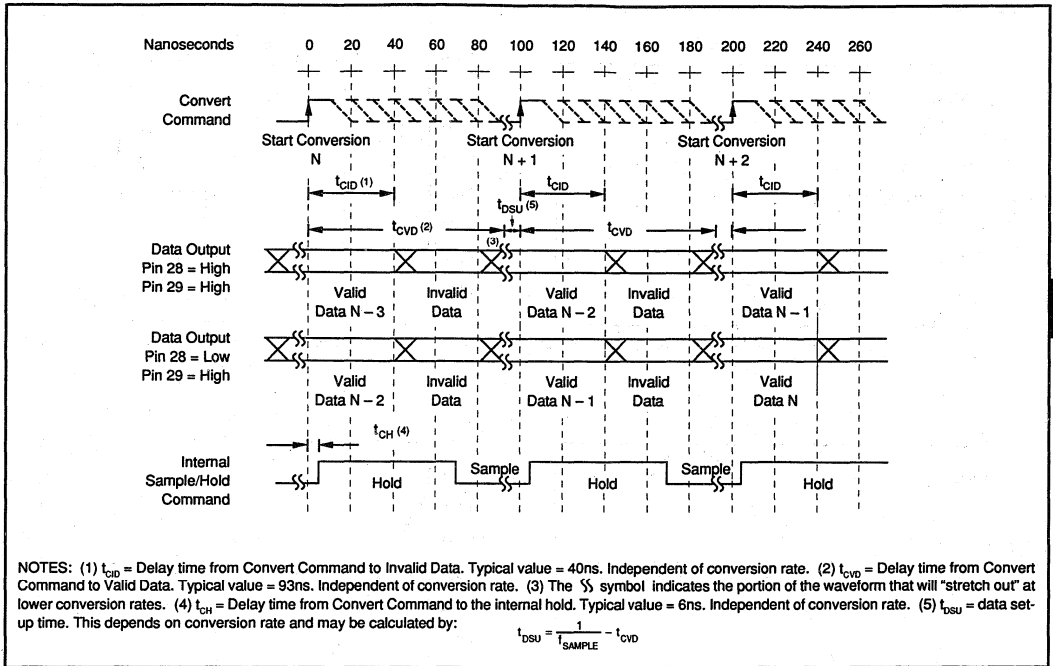 Nanoseconds 0 20 40 60 80 100 120 140 160 180 200 220 240 260
Convert
Command
Start Conversion
N
Start Conversion
N + 1
Start Conversion
N + 2
tCID (1)
tCID
tCID
tDSU (5)
tCVD (2)
(3)
tCVD
Data Output
Pin 28 = High
Pin 29 = High
Valid
Data N – 3
Invalid
Data
Valid
Data N – 2
Invalid
Data
Valid
Data N – 1
Data Output
Pin 28 = Low
Pin 29 = High
Valid
Data N – 2
Invalid
Data
Valid
Data N – 1
Invalid
Data
Valid
Data N
tCH (4)
Internal
Sample/Hold
Command
Hold
Sample
Hold
Sample
Hold
NOTES: (1) tCID = Delay time from Convert Command to Invalid Data. Typical value = 40ns. Independent of conversion rate. (2) tCVD = Delay time from Convert
Command to Valid Data. Typical value = 93ns. Independent of conversion rate. (3) The SS symbol indicates the portion of the waveform that will "stretch out" at
lower conversion rates. (4) tCH = Delay time from Convert Command to the internal hold. Typical value = 6ns. Independent of conversion rate. (5) tDSU = data set-
up time. This depends on conversion rate and may be calculated by:
tDSU = 1 / fSAMPLE – tCVD